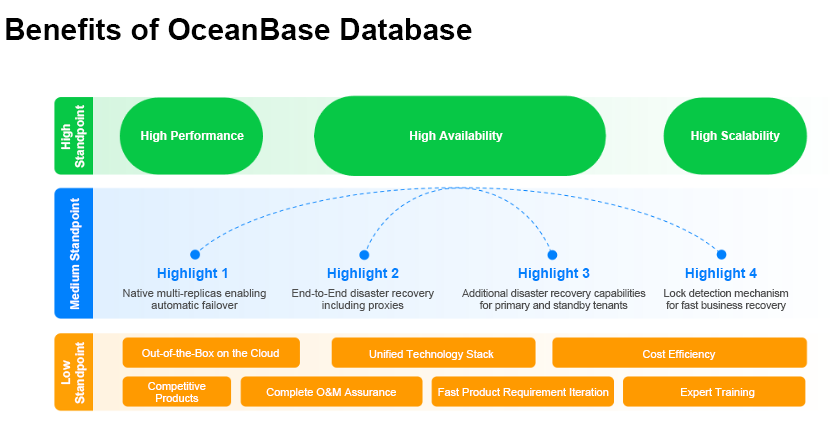 Benefits of OceanBase Database
High
Standpoint
High Performance
High Availability
High Scalability
Medium Standpoint
Highlight 1
Native multi-replicas enabling
automatic failover
Highlight 2
End-to-End disaster recovery
including proxies
Highlight 3
Additional disaster recovery capabilities
for primary and standby tenants
Highlight 4
Lock detection mechanism
for fast business recovery
Low
Standpoint
Out-of-the-Box on the Cloud
Unified Technology Stack
Cost Efficiency
Competitive
Products
Complete O&M Assurance
Fast Product Requirement Iteration
Expert Training